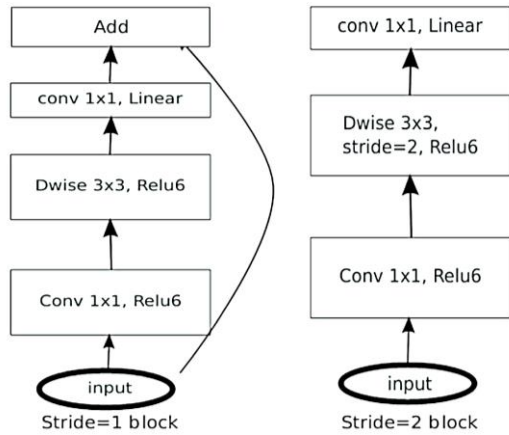 Add
conv 1x1, Linear
Dwise 3x3, Relu6
Conv 1x1, Relu6
input
Stride=1 block
conv 1x1, Linear
Dwise 3x3,
stride=2, Relu6
Conv 1x1, Relu6
input
Stride=2 block